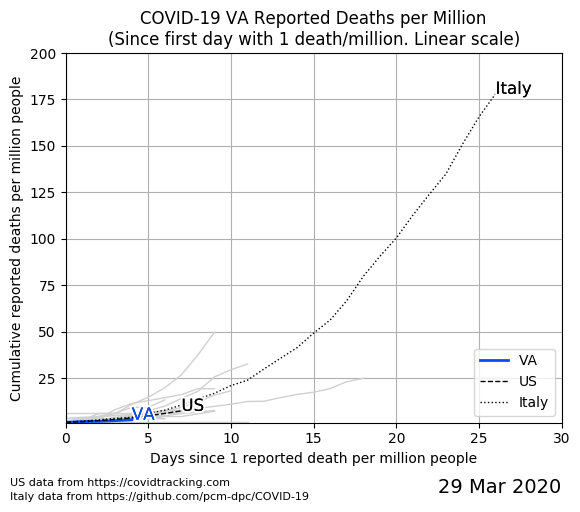 COVID-19 VA Reported Deaths per Million
(Since first day with 1 death/million. Linear scale)
Cumulative reported deaths per million people
200
175
150
125
100
75
50
25
Italy
US
VA
VA
US
Italy
0
5
10
15
20
25
30
Days since 1 reported death per million people
US data from https://covidtracking.com
Italy data from https://github.com/pcm-dpc/COVID-19
29 Mar 2020